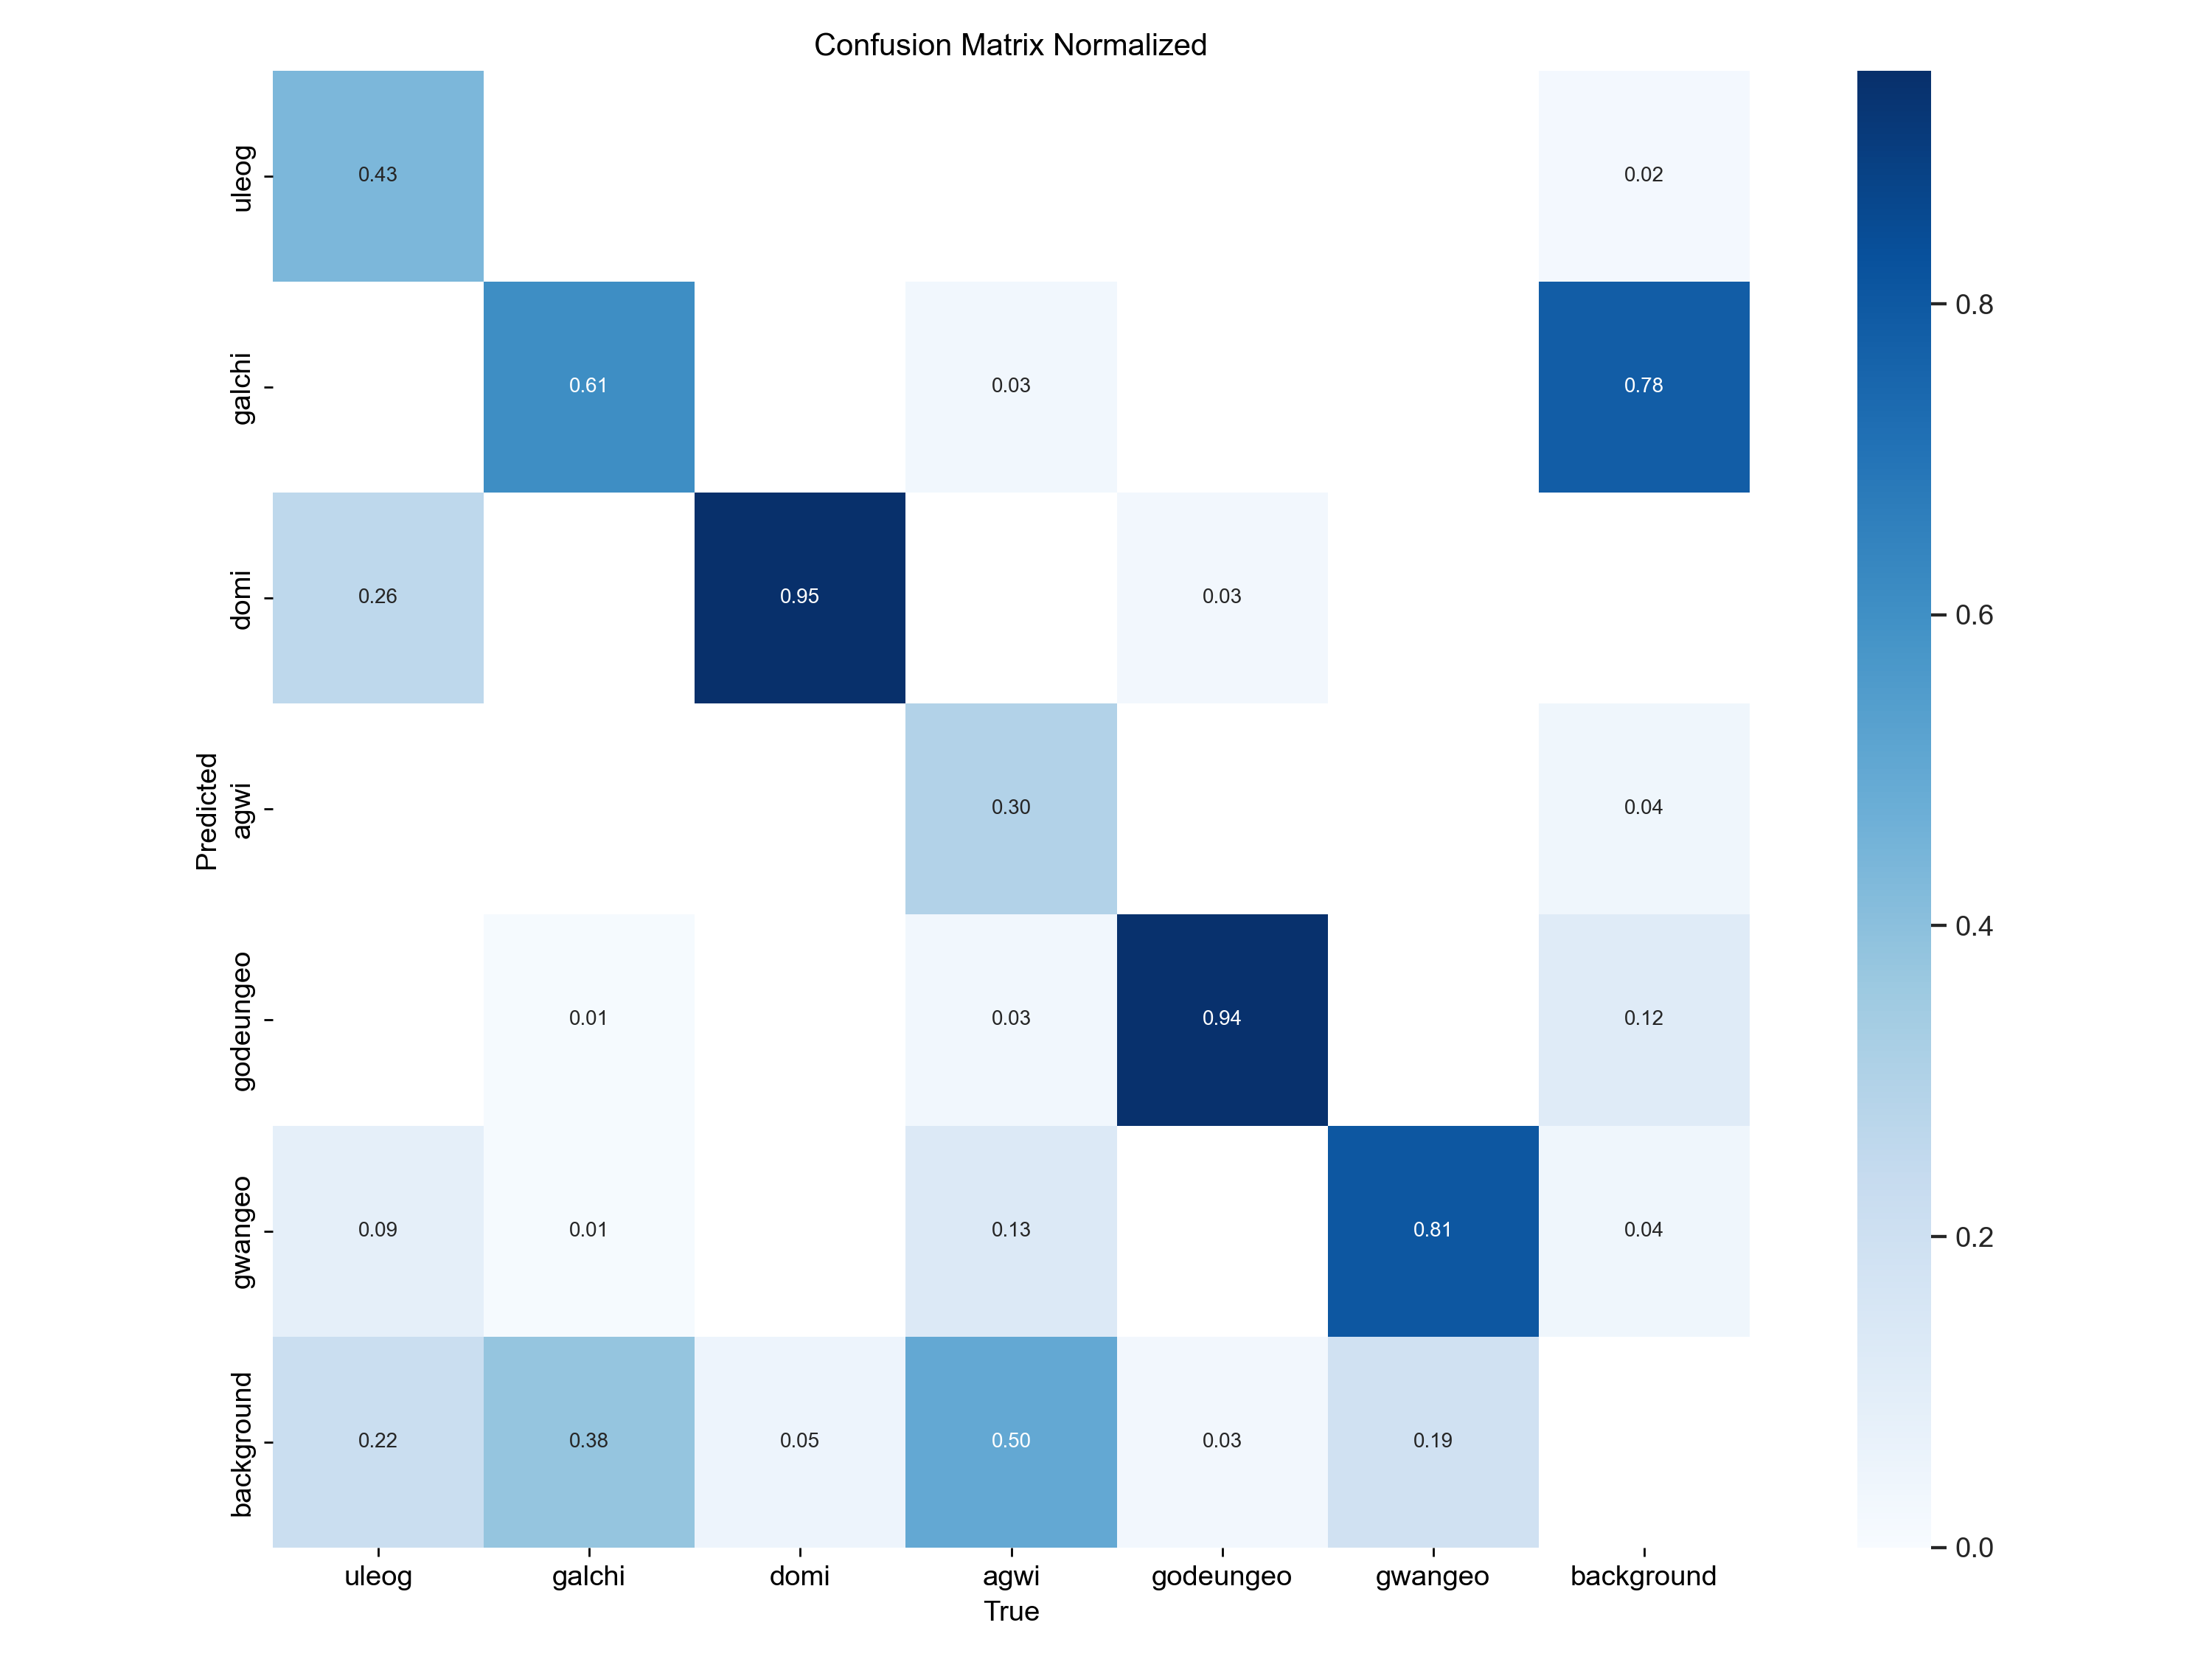 Confusion Matrix Normalized
uleog
0.43
0.02
galchi
0.61
0.03
0.78
0.8
domi
0.26
0.95
0.03
0.6
Predicted
agwi
0.30
0.04
godeungeo
0.01
0.03
0.94
0.12
0.4
gwangeo
0.09
0.01
0.13
0.81
0.04
0.2
background
0.22
0.38
0.05
0.50
0.03
0.19
0.0
uleog galchi domi agwi godeungeo gwangeo background
True